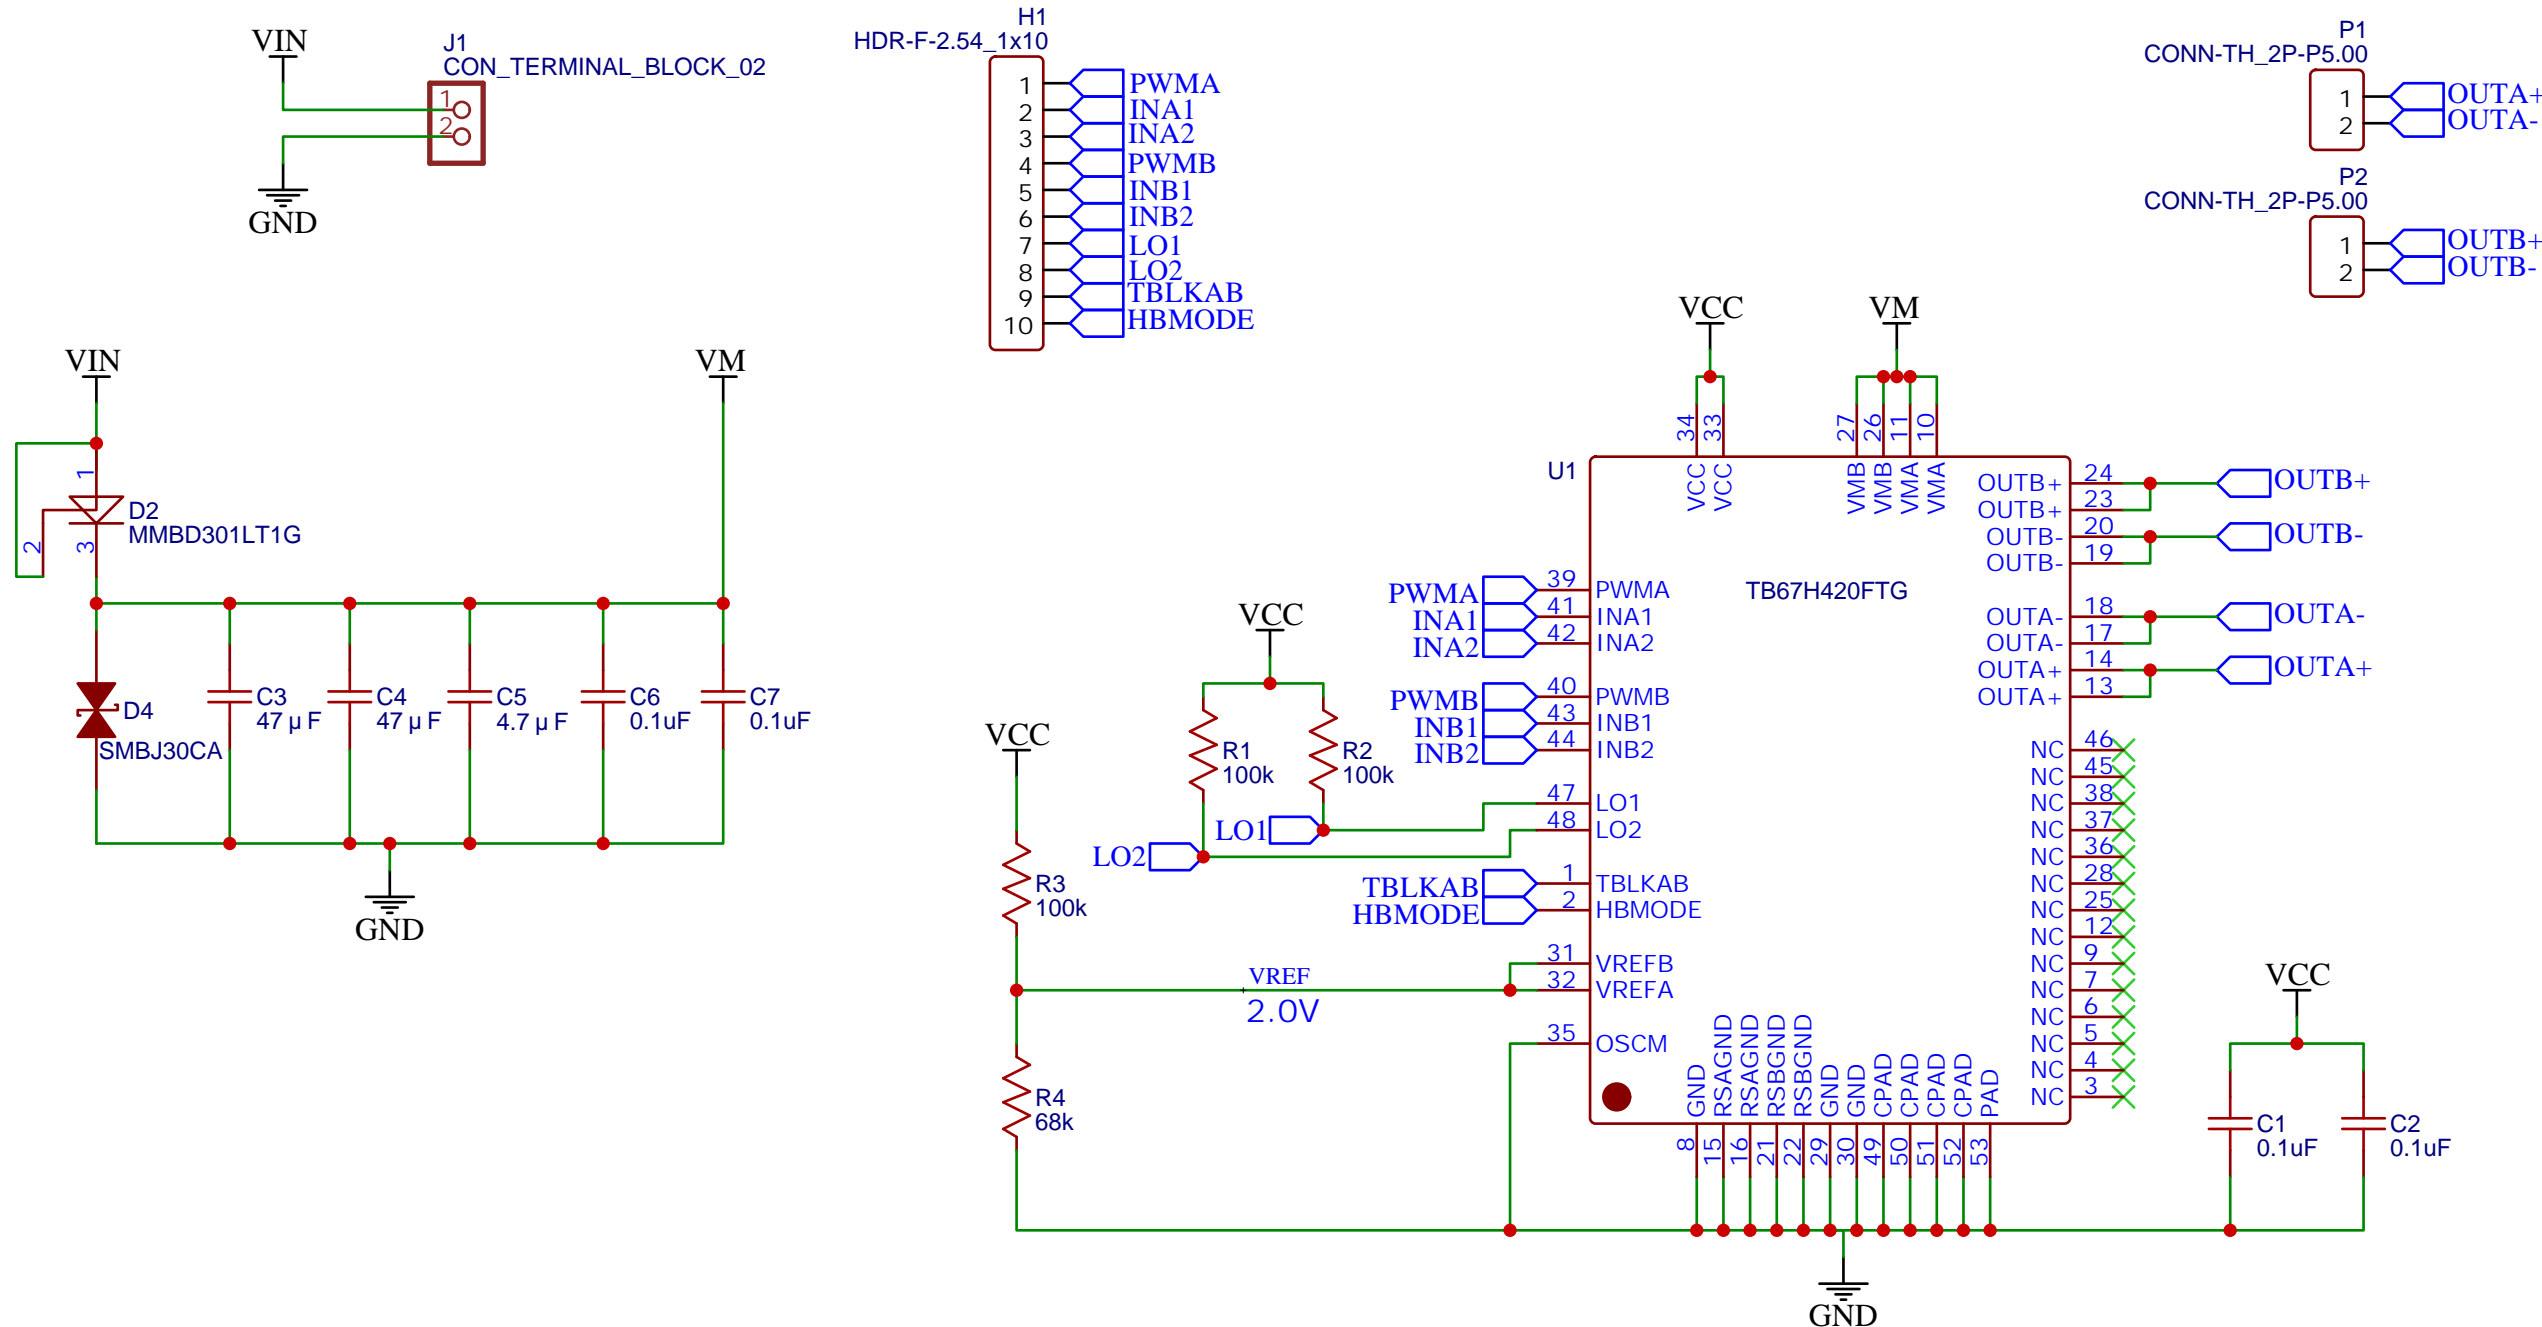 VIN
J1
CON_TERMINAL_BLOCK_02
1
2
GND
H1
HDR-F-2.54_1x10
1 PWMA
2 INA1
3 INA2
4 PWMB
5 INB1
6 INB2
7 LO1
8 LO2
9 TBLKAB
10 HBMODE
P1
CONN-TH_2P-P5.00
1 OUTA+
2 OUTA-
P2
CONN-TH_2P-P5.00
1 OUTB+
2 OUTB-
VIN
VM
1
2
3
D2
MMBD301LT1G
D4
SMBJ30CA
C3
47μF
C4
47μF
C5
4.7μF
C6
0.1uF
C7
0.1uF
GND
VCC
VM
34 33 27 26 11 10
VCC VCC VMB VMB VMA VMA
U1
TB67H420FTG
PWMA 39 PWMA
INA1 41 INA1
INA2 42 INA2
PWMB 40 PWMB
INB1 43 INB1
INB2 44 INB2
47 LO1
48 LO2
TBLKAB 1 TBLKAB
HBMODE 2 HBMODE
31 VREFB
32 VREFA
35 OSCM
VCC
R1
100k
R2
100k
LO1
LO2
VCC
R3
100k
VREF
2.0V
R4
68k
OUTB+ 24 OUTB+
OUTB+ 23
OUTB- 20 OUTB-
OUTB- 19
OUTA- 18 OUTA-
OUTA- 17
OUTA+ 14 OUTA+
OUTA+ 13
NC 46
NC 45
NC 38
NC 37
NC 36
NC 28
NC 25
NC 12
NC 9
NC 7
NC 6
NC 5
NC 4
NC 3
GND RSAGND RSAGND RSBGND RSBGND GND GND CPAD CPAD CPAD CPAD PAD
8 15 16 21 22 29 30 49 50 51 52 53
GND
VCC
C1
0.1uF
C2
0.1uF